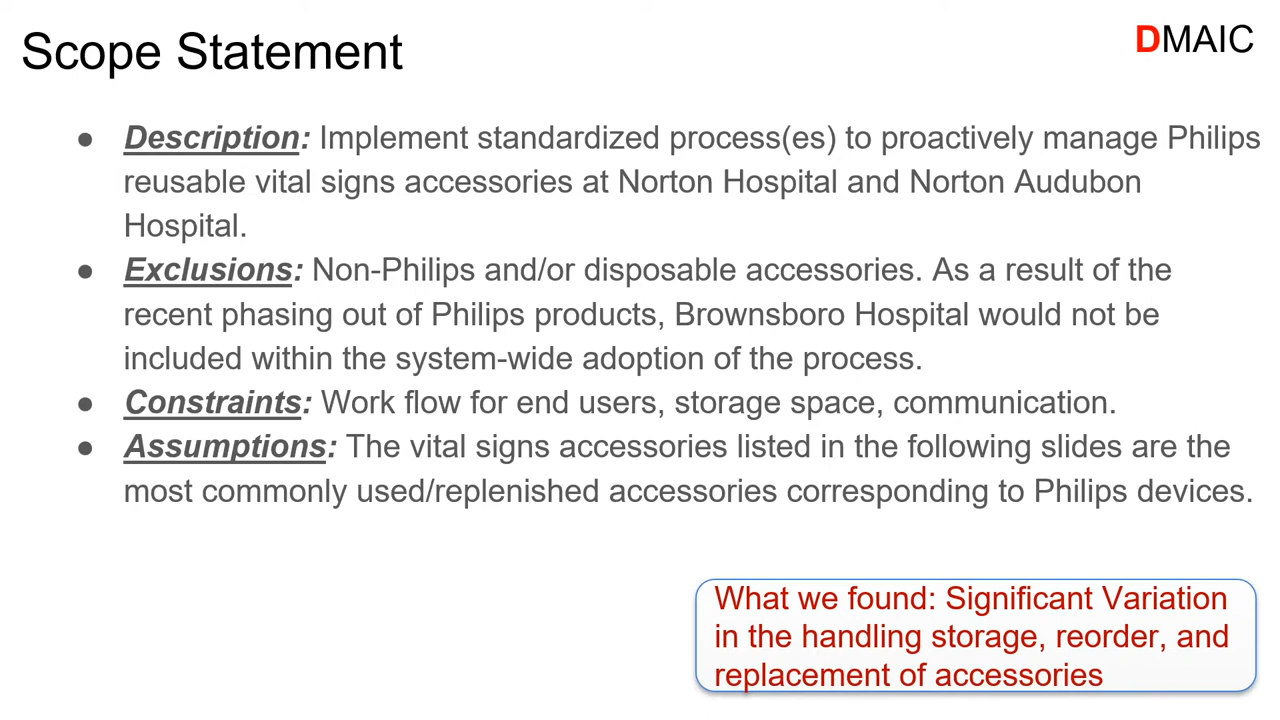 Scope Statement
DMAIC
● Description: Implement standardized process(es) to proactively manage Philips
reusable vital signs accessories at Norton Hospital and Norton Audubon
Hospital.
● Exclusions: Non-Philips and/or disposable accessories. As a result of the
recent phasing out of Philips products, Brownsboro Hospital would not be
included within the system-wide adoption of the process.
● Constraints: Work flow for end users, storage space, communication.
● Assumptions: The vital signs accessories listed in the following slides are the
most commonly used/replenished accessories corresponding to Philips devices.
What we found: Significant Variation
in the handling storage, reorder, and
replacement of accessories